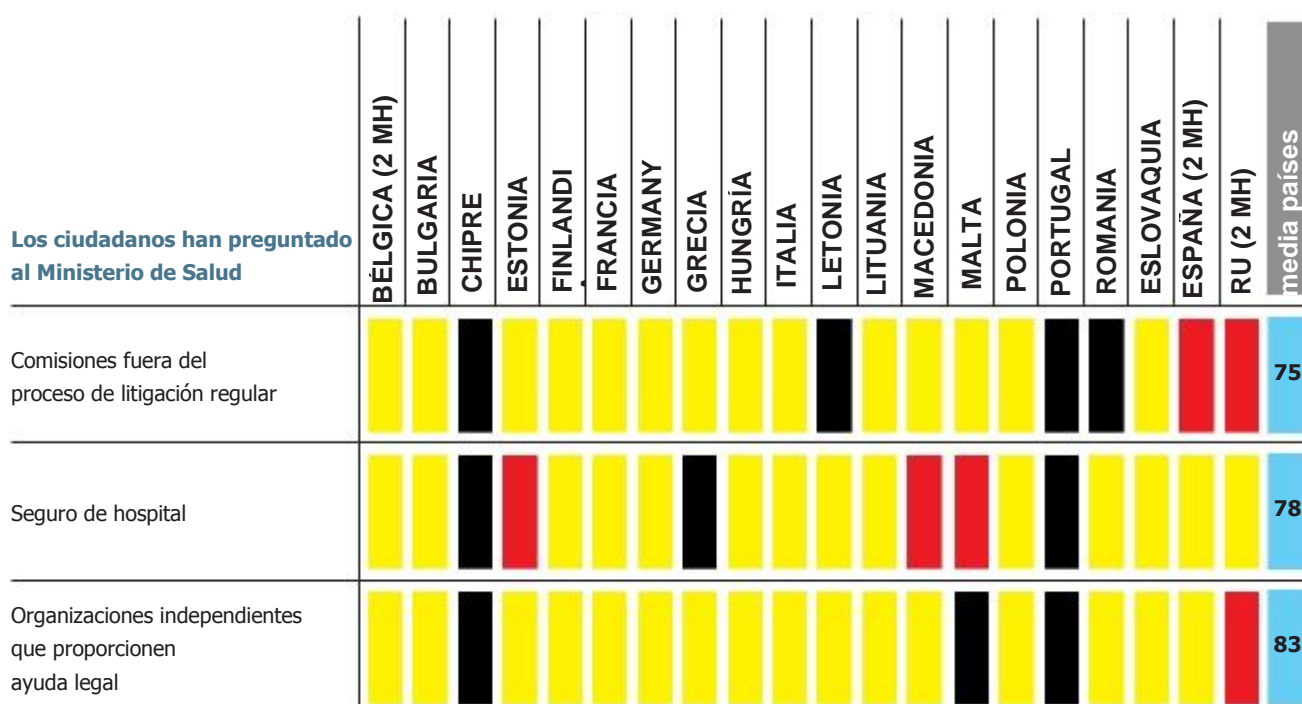 BÉLGICA (2 MH)
BULGARIA
CHIPRE
ESTONIA
FINLANDI
FRANCIA
GERMANY
GRECIA
HUNGRÍA
ITALIA
LETONIA
LITUANIA
MACEDONIA
MALTA
POLONIA
PORTUGAL
ROMANIA
ESLOVAQUIA
ESPAÑA (2 MH)
RU (2 MH)
media países
Los ciudadanos han preguntado
al Ministerio de Salud
Comisiones fuera del
proceso de litigación regular
75
Seguro de hospital
78
Organizaciones independientes
que proporcionen
ayuda legal
83